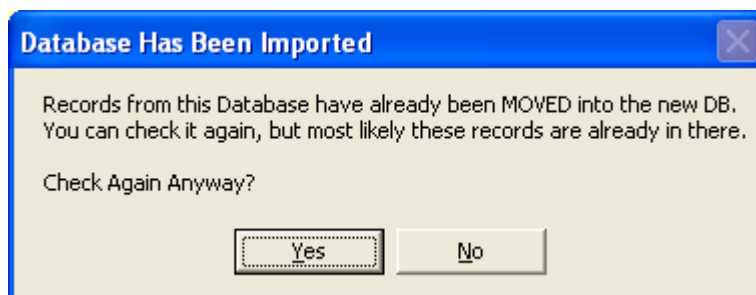 Database Has Been Imported
Records from this Database have already been MOVED into the new DB.
You can check it again, but most likely these records are already in there.
Check Again Anyway?
Yes
No